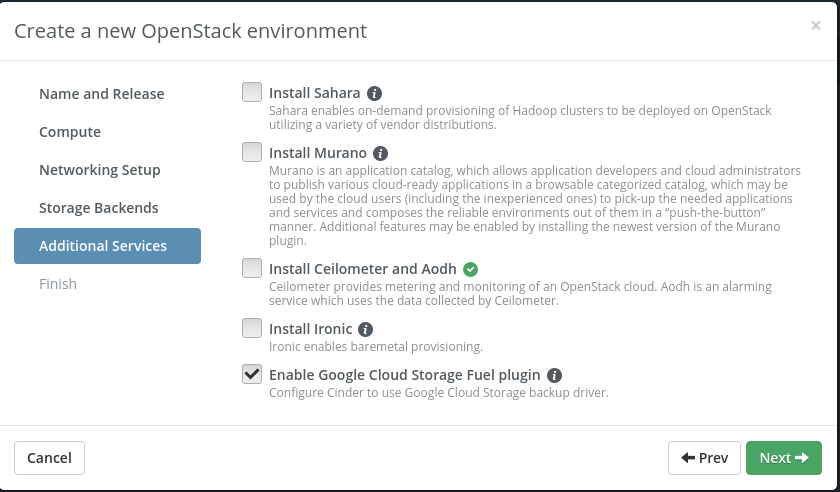 Create a new OpenStack environment
×
Name and Release
Compute
Networking Setup
Storage Backends
Additional Services
Finish
Install Sahara
Sahara enables on-demand provisioning of Hadoop clusters to be deployed on OpenStack
utilizing a variety of vendor distributions.
Install Murano
Murano is an application catalog, which allows application developers and cloud administrators
to publish various cloud-ready applications in a browsable categorized catalog, which may be
used by the cloud users (including the inexperienced ones) to pick-up the needed applications
and services and composes the reliable environments out of them in a “push-the-button”
manner. Additional features may be enabled by installing the newest version of the Murano
plugin.
Install Ceilometer and Aodh
Ceilometer provides metering and monitoring of an OpenStack cloud. Aodh is an alarming
service which uses the data collected by Ceilometer.
Install Ironic
Ironic enables baremetal provisioning.
Enable Google Cloud Storage Fuel plugin
Configure Cinder to use Google Cloud Storage backup driver.
Cancel
Prev
Next